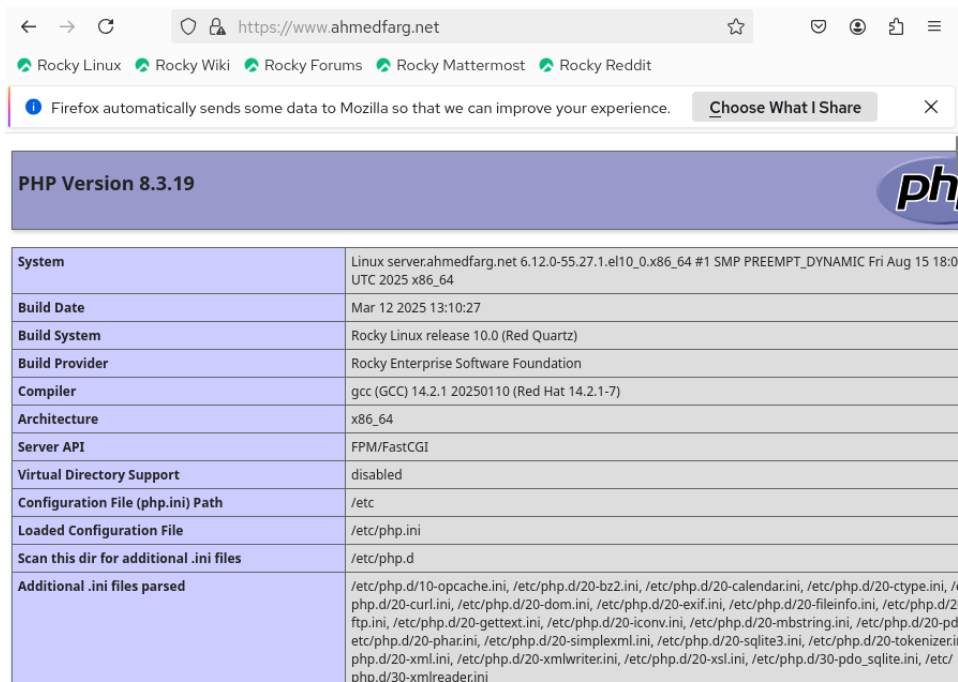 https://www.ahmedfarg.net
Rocky Linux Rocky Wiki Rocky Forums Rocky Mattermost Rocky Reddit
Firefox automatically sends some data to Mozilla so that we can improve your experience. Choose What I Share
PHP Version 8.3.19
php
System Linux server.ahmedfarg.net 6.12.0-55.27.1.el10_0.x86_64 #1 SMP PREEMPT_DYNAMIC Fri Aug 15 18:0
UTC 2025 x86_64
Build Date Mar 12 2025 13:10:27
Build System Rocky Linux release 10.0 (Red Quartz)
Build Provider Rocky Enterprise Software Foundation
Compiler gcc (GCC) 14.2.1 20250110 (Red Hat 14.2.1-7)
Architecture x86_64
Server API FPM/FastCGI
Virtual Directory Support disabled
Configuration File (php.ini) Path /etc
Loaded Configuration File /etc/php.ini
Scan this dir for additional .ini files /etc/php.d
Additional .ini files parsed /etc/php.d/10-opcache.ini, /etc/php.d/20-bz2.ini, /etc/php.d/20-calendar.ini, /etc/php.d/20-ctype.ini,
php.d/20-curl.ini, /etc/php.d/20-dom.ini, /etc/php.d/20-exif.ini, /etc/php.d/20-fileinfo.ini, /etc/php.d/2
ftp.ini, /etc/php.d/20-gettext.ini, /etc/php.d/20-iconv.ini, /etc/php.d/20-mbstring.ini, /etc/php.d/20-pd
etc/php.d/20-phar.ini, /etc/php.d/20-simplexml.ini, /etc/php.d/20-sqlite3.ini, /etc/php.d/20-tokenizer.i
php.d/20-xml.ini, /etc/php.d/20-xmlwriter.ini, /etc/php.d/20-xsl.ini, /etc/php.d/30-pdo_sqlite.ini, /etc/
php.d/30-xmlreader.ini